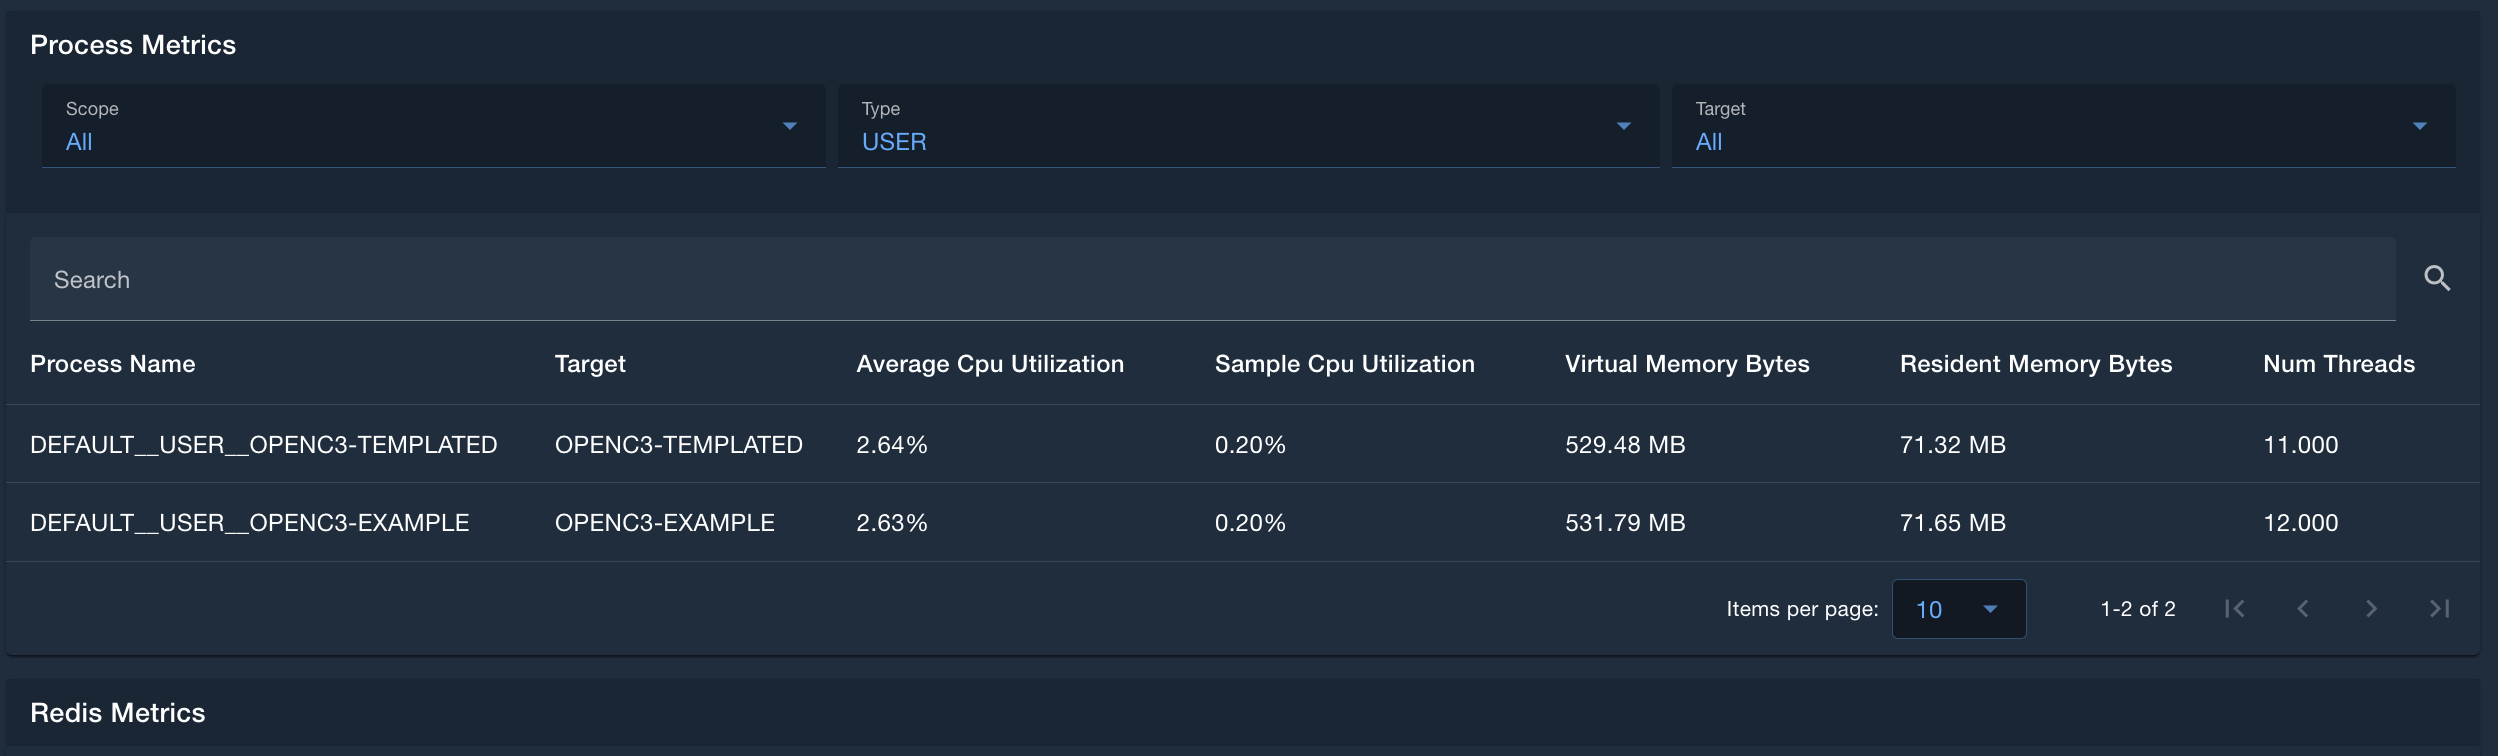 Process Metrics
Scope Type Target
All USER All
Search
Process Name Target Average Cpu Utilization Sample Cpu Utilization Virtual Memory Bytes Resident Memory Bytes Num Threads
DEFAULT__USER__OPENC3-TEMPLATED OPENC3-TEMPLATED 2.64% 0.20% 529.48 MB 71.32 MB 11.000
DEFAULT__USER__OPENC3-EXAMPLE OPENC3-EXAMPLE 2.63% 0.20% 531.79 MB 71.65 MB 12.000
Items per page: 10 1-2 of 2
Redis Metrics